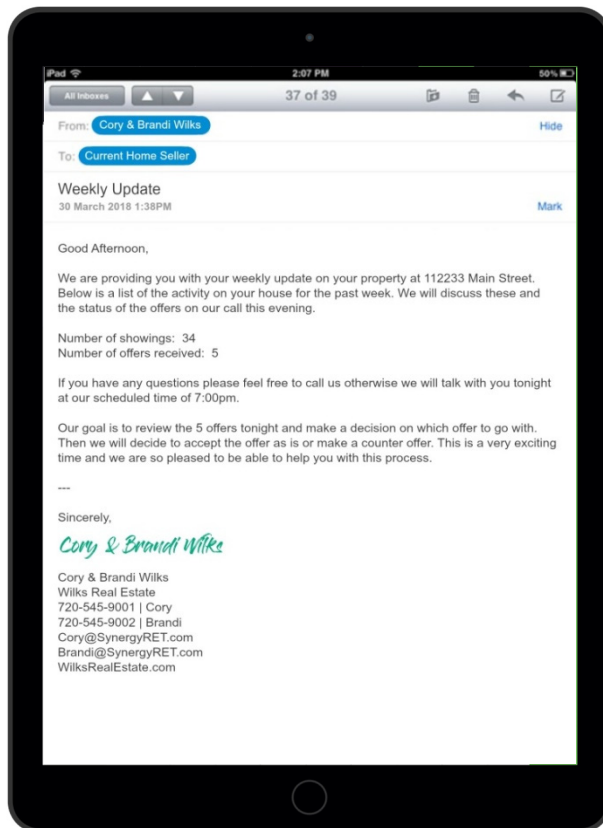 iPad 2:07 PM 50%
All Inboxes 37 of 39
From: Cory & Brandi Wilks Hide
To: Current Home Seller
Weekly Update
30 March 2018 1:38PM Mark
Good Afternoon,
We are providing you with your weekly update on your property at 112233 Main Street.
Below is a list of the activity on your house for the past week. We will discuss these and
the status of the offers on our call this evening.
Number of showings: 34
Number of offers received: 5
If you have any questions please feel free to call us otherwise we will talk with you tonight
at our scheduled time of 7:00pm.
Our goal is to review the 5 offers tonight and make a decision on which offer to go with.
Then we will decide to accept the offer as is or make a counter offer. This is a very exciting
time and we are so pleased to be able to help you with this process.
---
Sincerely,
Cory & Brandi Wilks
Cory & Brandi Wilks
Wilks Real Estate
720-545-9001 | Cory
720-545-9002 | Brandi
Cory@SynergyRET.com
Brandi@SynergyRET.com
WilksRealEstate.com